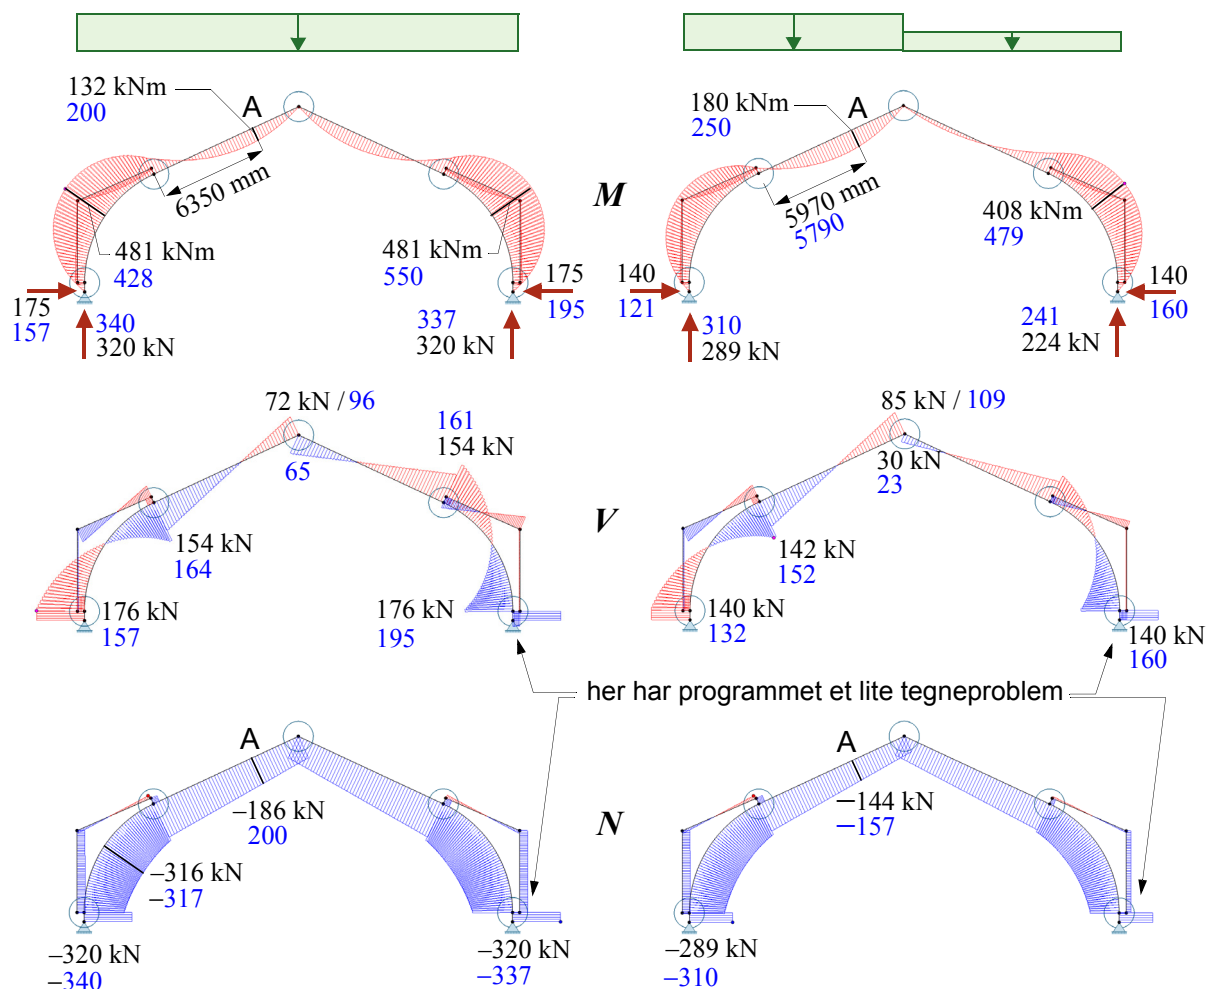 132 kNm
200
A
6350 mm
481 kNm
428
481 kNm
550
175
157
340
320 kN
337
320 kN
175
195
M
180 kNm
250
A
5970 mm
5790
408 kNm
479
140
121
310
289 kN
241
224 kN
140
160
72 kN / 96
65
161
154 kN
154 kN
164
176 kN
157
176 kN
195
V
85 kN / 109
30 kN
23
142 kN
152
140 kN
132
140 kN
160
her har programmet et lite tegneproblem
A
−186 kN
200
−316 kN
−317
−320 kN
−340
−320 kN
−337
N
A
−144 kN
−157
−289 kN
−310